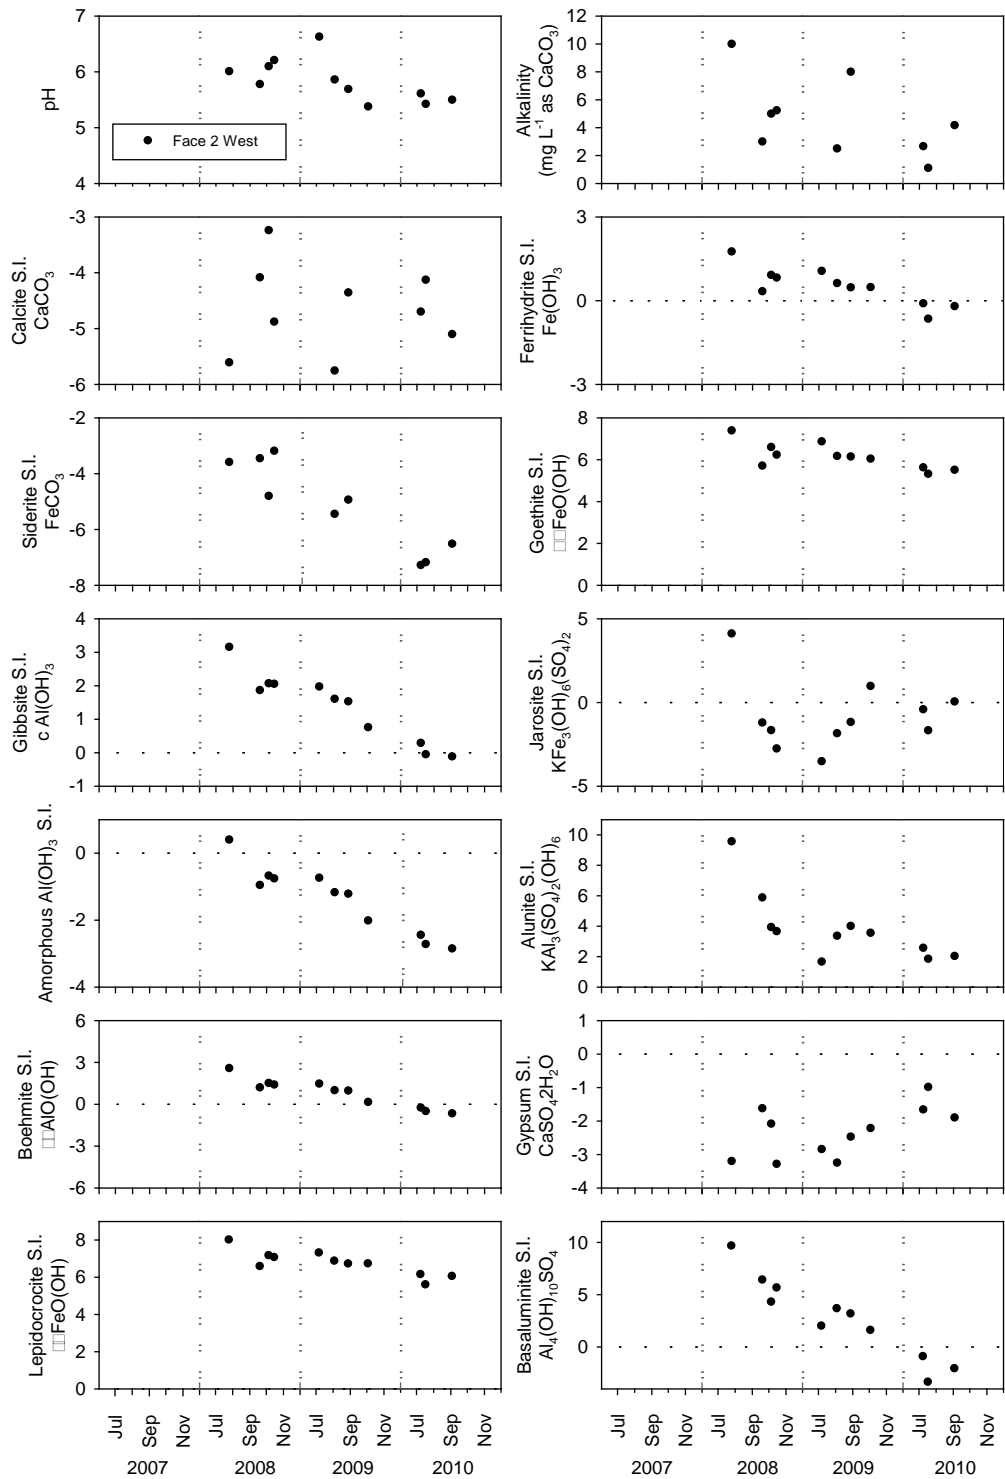 7
6
5
4
pH
Face 2 West
12
10
8
6
4
2
0
Alkalinity
(mg L⁻¹ as CaCO₃)
-3
-4
-5
-6
Calcite S.I.
CaCO₃
3
0
-3
Ferrihydrite S.I.
Fe(OH)₃
-2
-4
-6
-8
Siderite S.I.
FeCO₃
8
6
4
2
0
Goethite S.I.
□□FeO(OH)
4
3
2
1
0
-1
Gibbsite S.I.
c Al(OH)₃
5
0
-5
Jarosite S.I.
KFe₃(OH)₆(SO₄)₂
0
-2
-4
Amorphous Al(OH)₃ S.I.
10
8
6
4
2
0
Alunite S.I.
KAl₃(SO₄)₂(OH)₆
6
3
0
-3
-6
Boehmite S.I.
□□AlO(OH)
1
0
-1
-2
-3
-4
Gypsum S.I.
CaSO₄2H₂O
8
6
4
2
0
Lepidocrocite S.I.
□□FeO(OH)
10
5
0
Basaluminite S.I.
Al₄(OH)₁₀SO₄
Jul Sep Nov Jul Sep Nov Jul Sep Nov Jul Sep Nov
2007 2008 2009 2010
Jul Sep Nov Jul Sep Nov Jul Sep Nov Jul Sep Nov
2007 2008 2009 2010